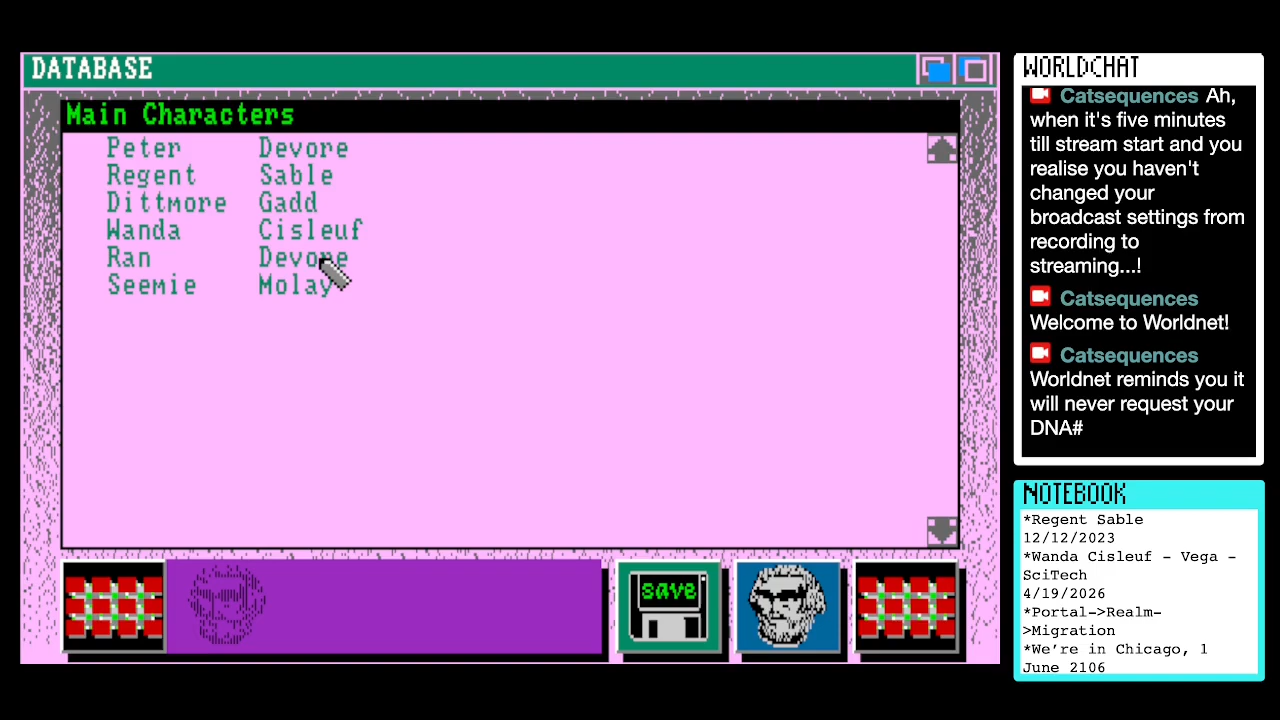 DATABASE
Main Characters
Peter Devore
Regent Sable
Dittmore Gadd
Wanda Cisleuf
Ran Devore
Seemie Molay
save
WORLDCHAT
Catsequences Ah,
when it's five minutes
till stream start and you
realise you haven't
changed your
broadcast settings from
recording to
streaming...!
Catsequences
Welcome to Worldnet!
Catsequences
Worldnet reminds you it
will never request your
DNA#
NOTEBOOK
*Regent Sable
12/12/2023
*Wanda Cisleuf - Vega -
SciTech
4/19/2026
*Portal->Realm-
>Migration
*We're in Chicago, 1
June 2106